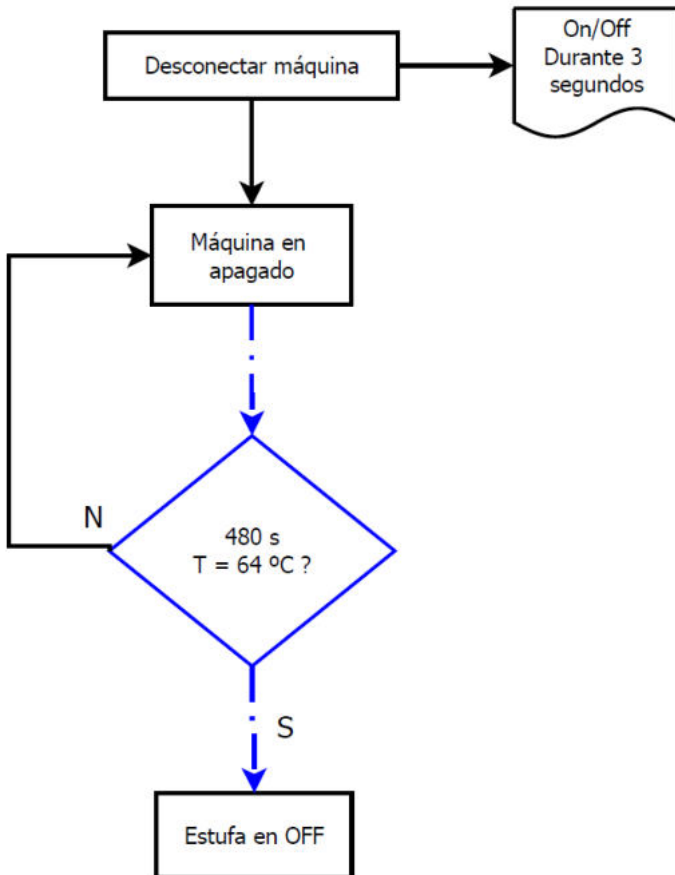 Desconectar máquina
On/Off
Durante 3
segundos
Máquina en
apagado
N
480 s
T = 64 ºC ?
S
Estufa en OFF